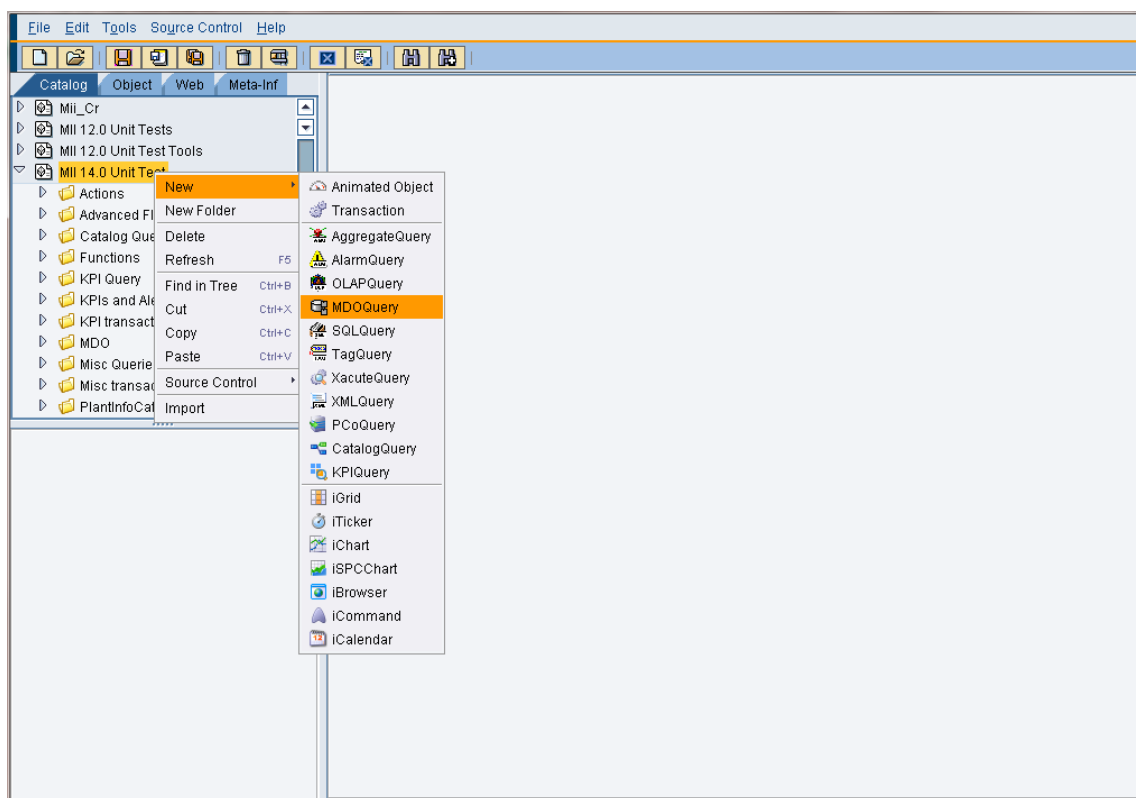 File Edit Tools Source Control Help
Catalog Object Web Meta-Inf
Mii_Cr
MII 12.0 Unit Tests
MII 12.0 Unit Test Tools
MII 14.0 Unit Test
Actions
Advanced Fl
Catalog Que
Functions
KPI Query
KPIs and Ale
KPI transact
MDO
Misc Querie
Misc transac
PlantInfoCat
New
New Folder
Delete
Refresh F5
Find in Tree Ctrl+B
Cut Ctrl+X
Copy Ctrl+C
Paste Ctrl+V
Source Control
Import
Animated Object
Transaction
AggregateQuery
AlarmQuery
OLAPQuery
MDOQuery
SQLQuery
TagQuery
XacuteQuery
XMLQuery
PCoQuery
CatalogQuery
KPIQuery
iGrid
iTicker
iChart
iSPCChart
iBrowser
iCommand
iCalendar